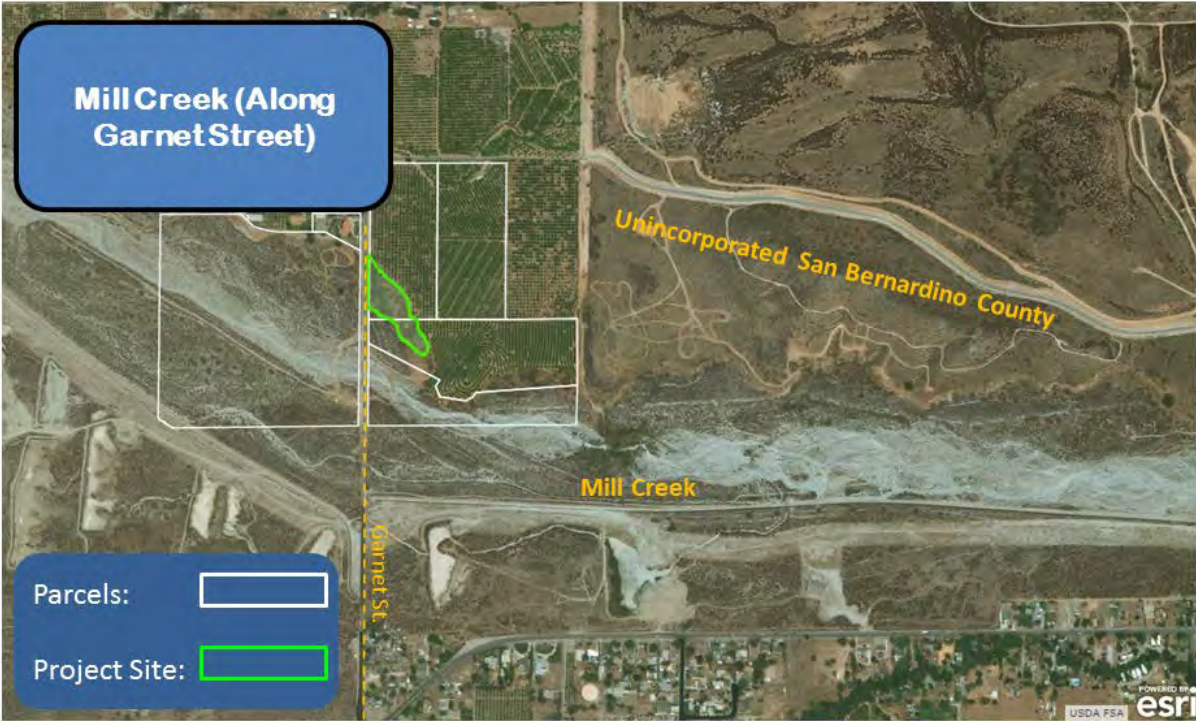 Mill Creek (Along
Garnet Street)
Unincorporated San Bernardino County
Mill Creek
Garnet St.
Parcels:
Project Site:
POWERED BY
esri
USDA FSA